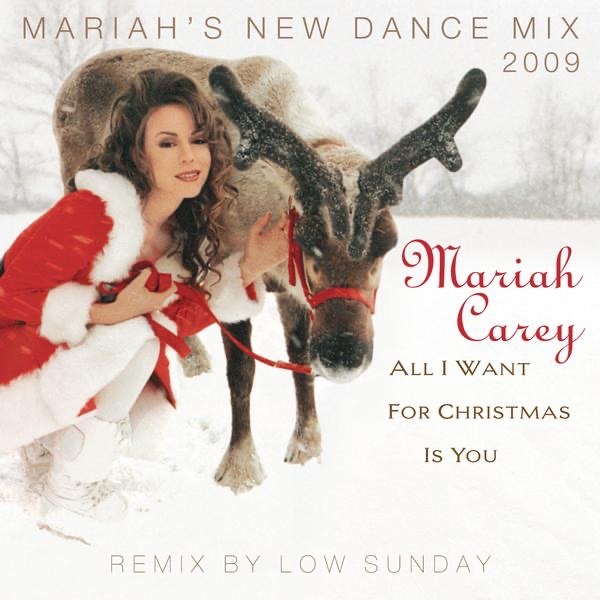 MARIAH'S NEW DANCE MIX
2009
Mariah
Carey
ALL I WANT
FOR CHRISTMAS
IS YOU
REMIX BY LOW SUNDAY